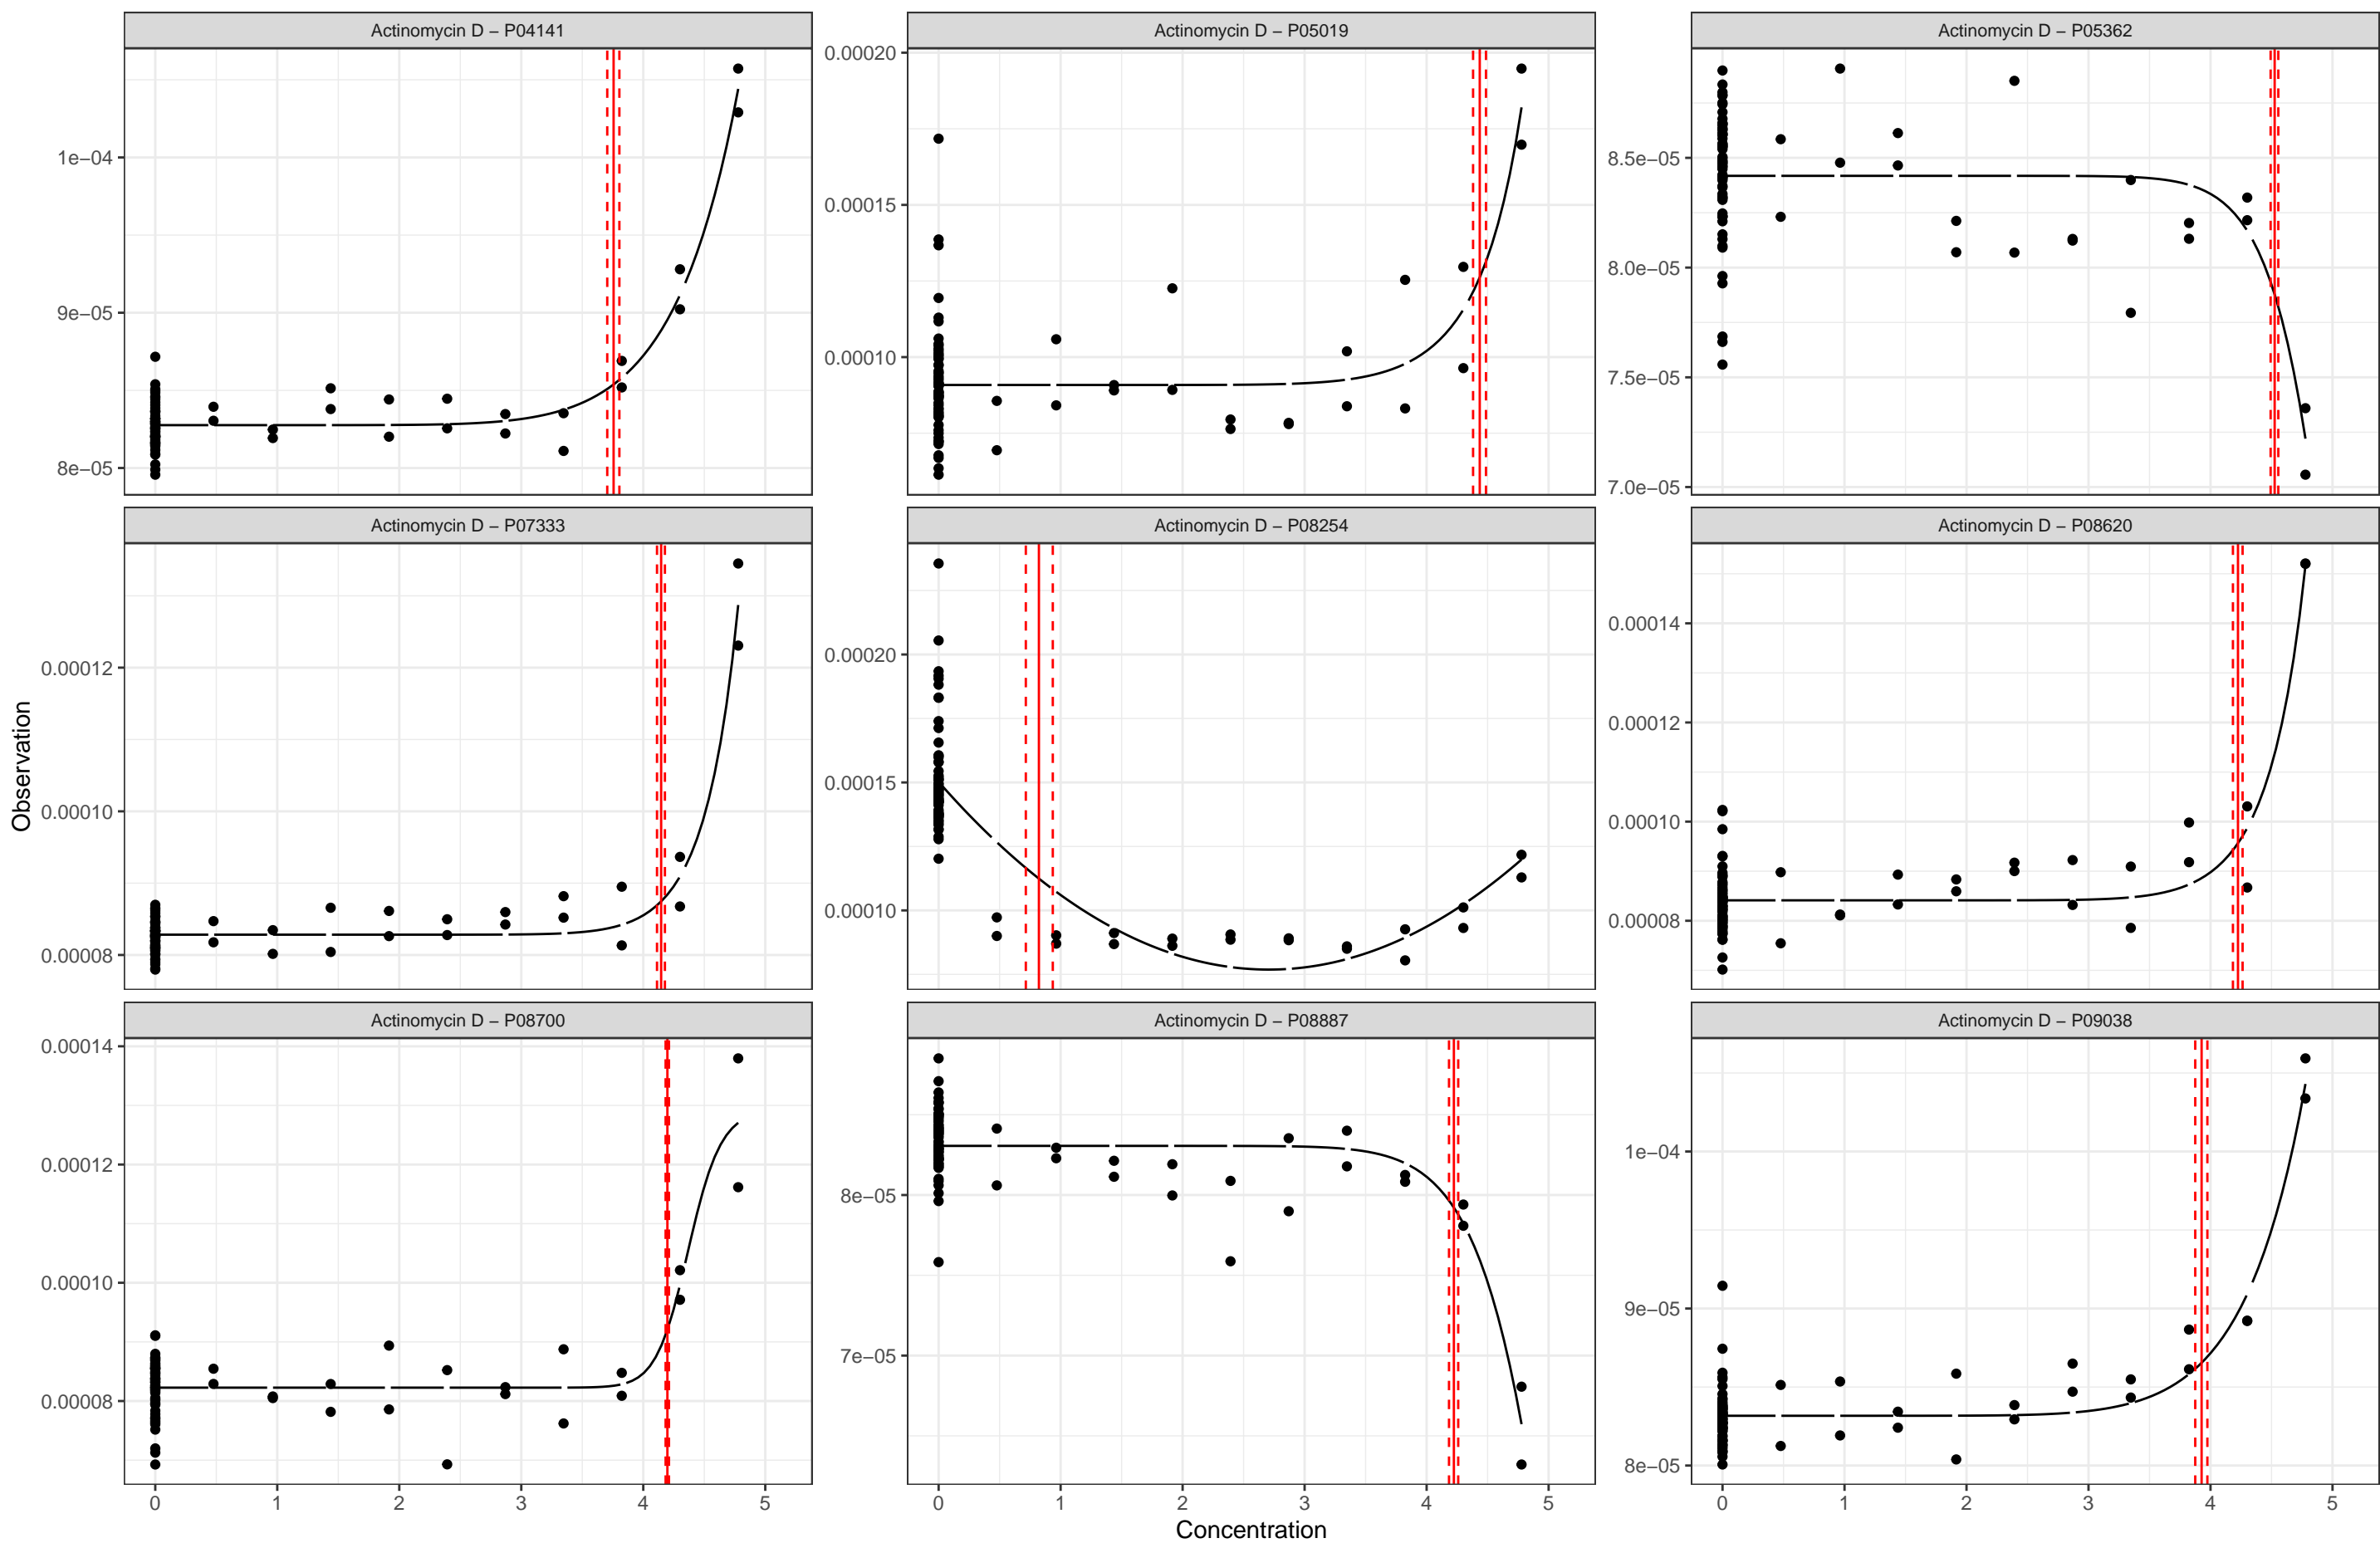 Actinomycin D – P04141
Actinomycin D – P05019
Actinomycin D – P05362
1e−04
9e−05
8e−05
0.00020
0.00015
0.00010
8.5e−05
8.0e−05
7.5e−05
7.0e−05
Actinomycin D – P07333
Actinomycin D – P08254
Actinomycin D – P08620
Observation
0.00012
0.00010
0.00008
0.00020
0.00015
0.00010
0.00014
0.00012
0.00010
0.00008
Actinomycin D – P08700
Actinomycin D – P08887
Actinomycin D – P09038
0.00014
0.00012
0.00010
0.00008
8e−05
7e−05
1e−04
9e−05
8e−05
0 1 2 3 4 5
0 1 2 3 4 5
0 1 2 3 4 5
Concentration